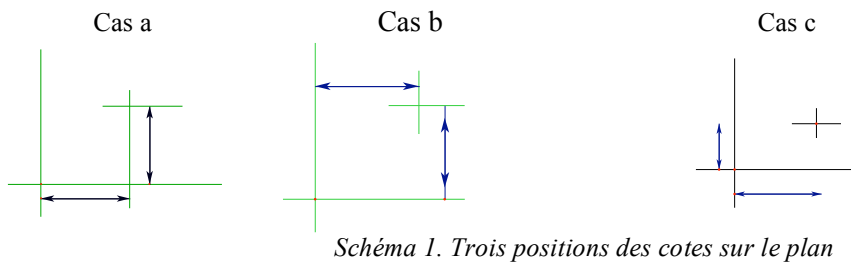 Cas a Cas b Cas c
Schéma 1. Trois positions des cotes sur le plan